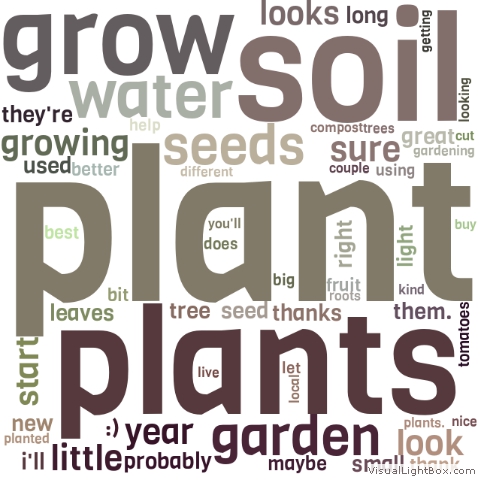 grow
looks
long
getting
soil
looking
water
they're
help
composttrees
great
cut
growing
seeds
sure
gardening
used
better
different
couple
using
plant
best
you'll
does
right
light
buy
big
fruit
roots
kind
bit
leaves
tree
seed
thanks
them.
tomatoes
start
plants
live
let
local
new
planted
:)
year
garden
plants.
nice
look
i'll
little
probably
maybe
small
thank
VisualLightBox.com